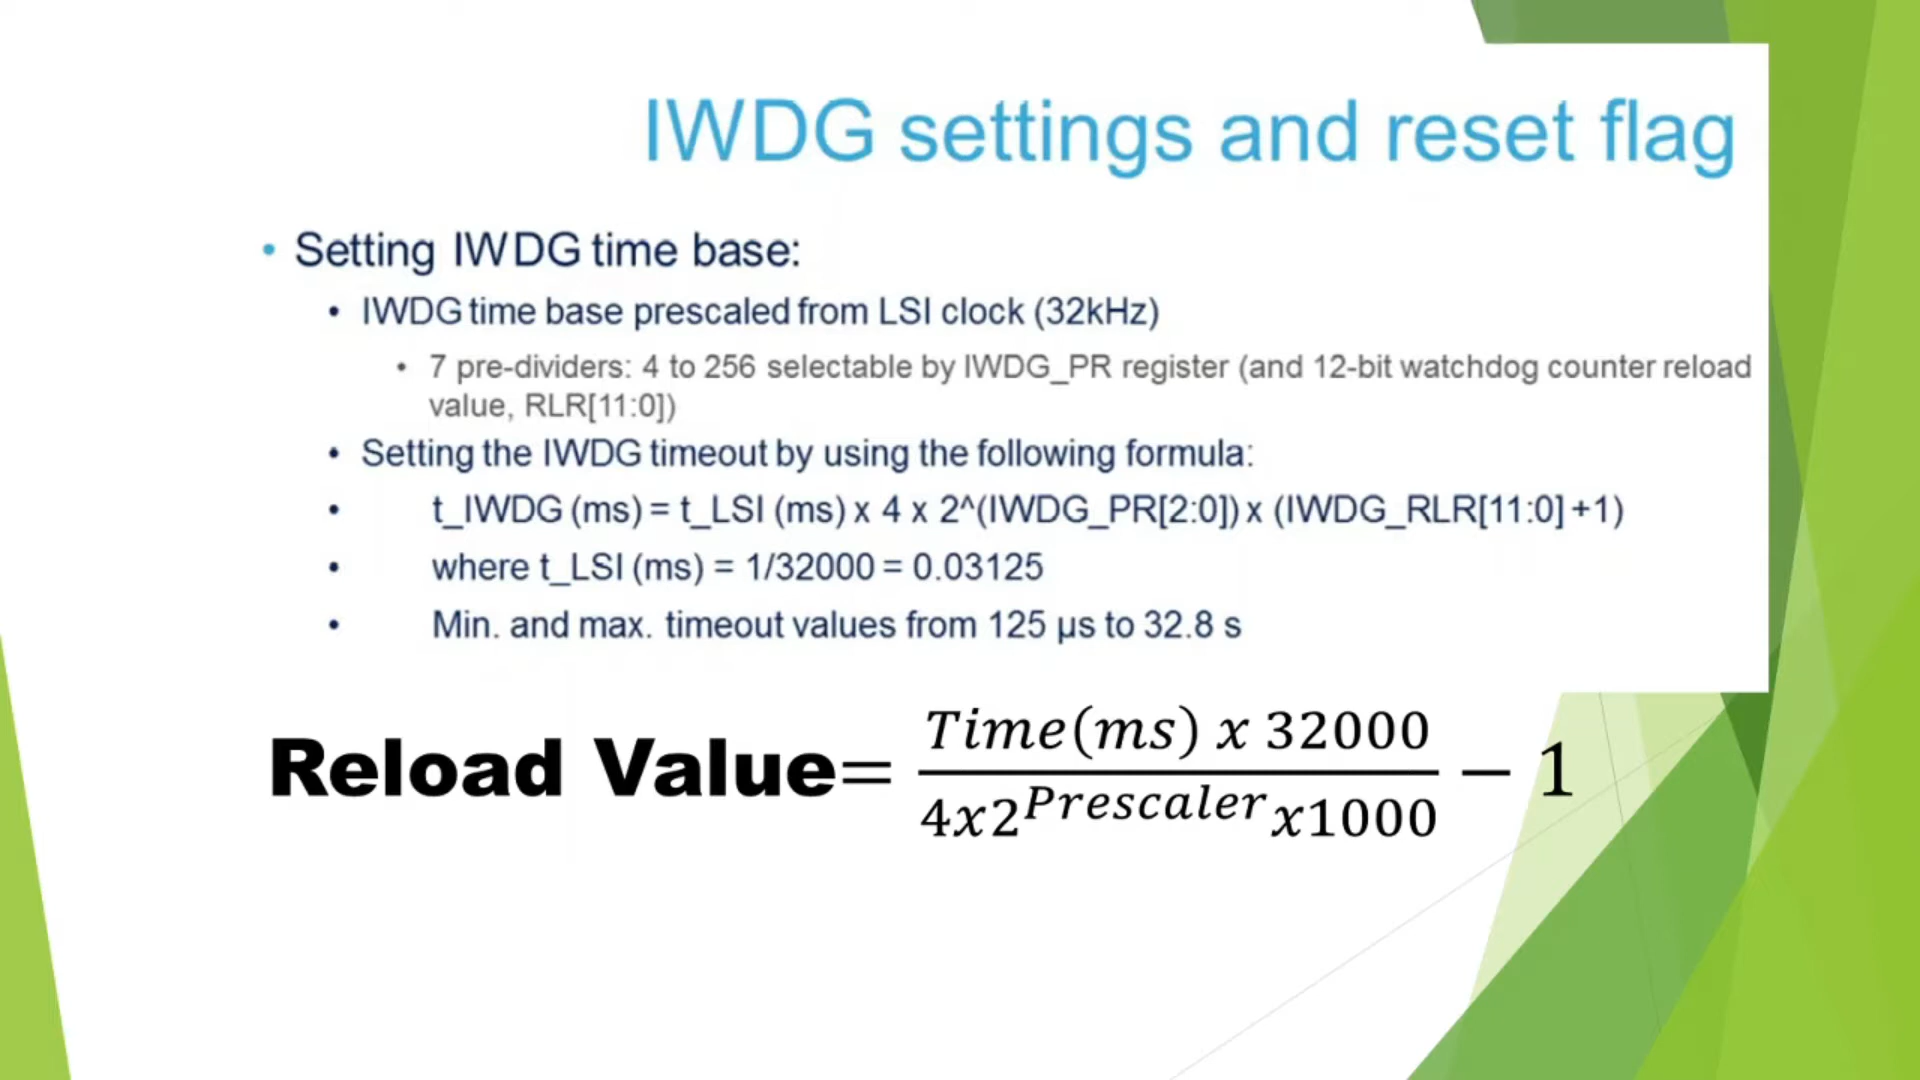 IWDG settings and reset flag
• Setting IWDG time base:
• IWDG time base prescaled from LSI clock (32kHz)
• 7 pre-dividers: 4 to 256 selectable by IWDG_PR register (and 12-bit watchdog counter reload
value, RLR[11:0])
• Setting the IWDG timeout by using the following formula:
• t_IWDG (ms) = t_LSI (ms) x 4 x 2^(IWDG_PR[2:0]) x (IWDG_RLR[11:0] +1)
• where t_LSI (ms) = 1/32000 = 0.03125
• Min. and max. timeout values from 125 µs to 32.8 s
Reload Value= Time(ms) x 32000 / 4x2^Prescaler x1000 − 1